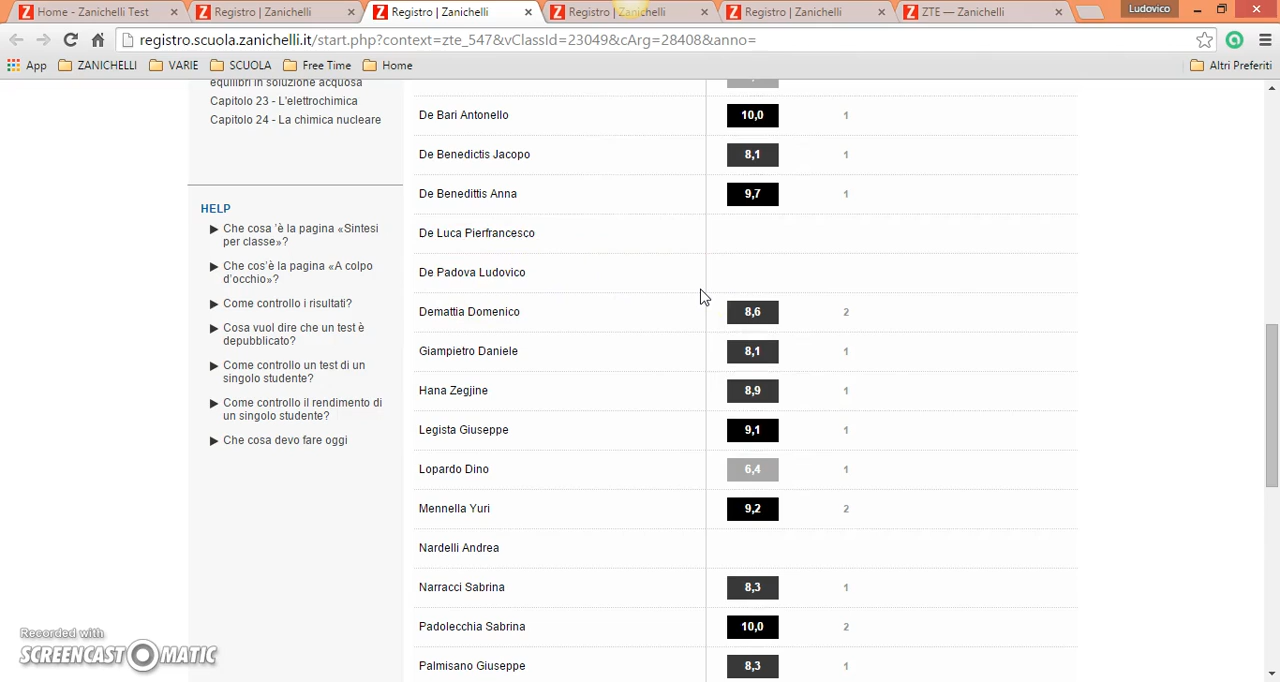 Home - Zanichelli Test
Registro | Zanichelli
Registro | Zanichelli
Registro | Zanichelli
Registro | Zanichelli
ZTE — Zanichelli
Ludovico
registro.scuola.zanichelli.it/start.php?context=zte_547&vClassId=23049&cArg=28408&anno=
App
ZANICHELLI
VARIE
SCUOLA
Free Time
Home
Altri Preferiti
equilibri in soluzione acquosa
Capitolo 23 - L'elettrochimica
Capitolo 24 - La chimica nucleare
HELP
Che cosa 'è la pagina «Sintesi
per classe»?
Che cos'è la pagina «A colpo
d'occhio»?
Come controllo i risultati?
Cosa vuol dire che un test è
depubblicato?
Come controllo un test di un
singolo studente?
Come controllo il rendimento di
un singolo studente?
Che cosa devo fare oggi
De Bari Antonello 10,0 1
De Benedictis Jacopo 8,1 1
De Benedittis Anna 9,7 1
De Luca Pierfrancesco
De Padova Ludovico
Demattia Domenico 8,6 2
Giampietro Daniele 8,1 1
Hana Zegjine 8,9 1
Legista Giuseppe 9,1 1
Lopardo Dino 6,4 1
Mennella Yuri 9,2 2
Nardelli Andrea
Narracci Sabrina 8,3 1
Padolecchia Sabrina 10,0 2
Palmisano Giuseppe 8,3 1
Recorded with
SCREENCAST MATIC